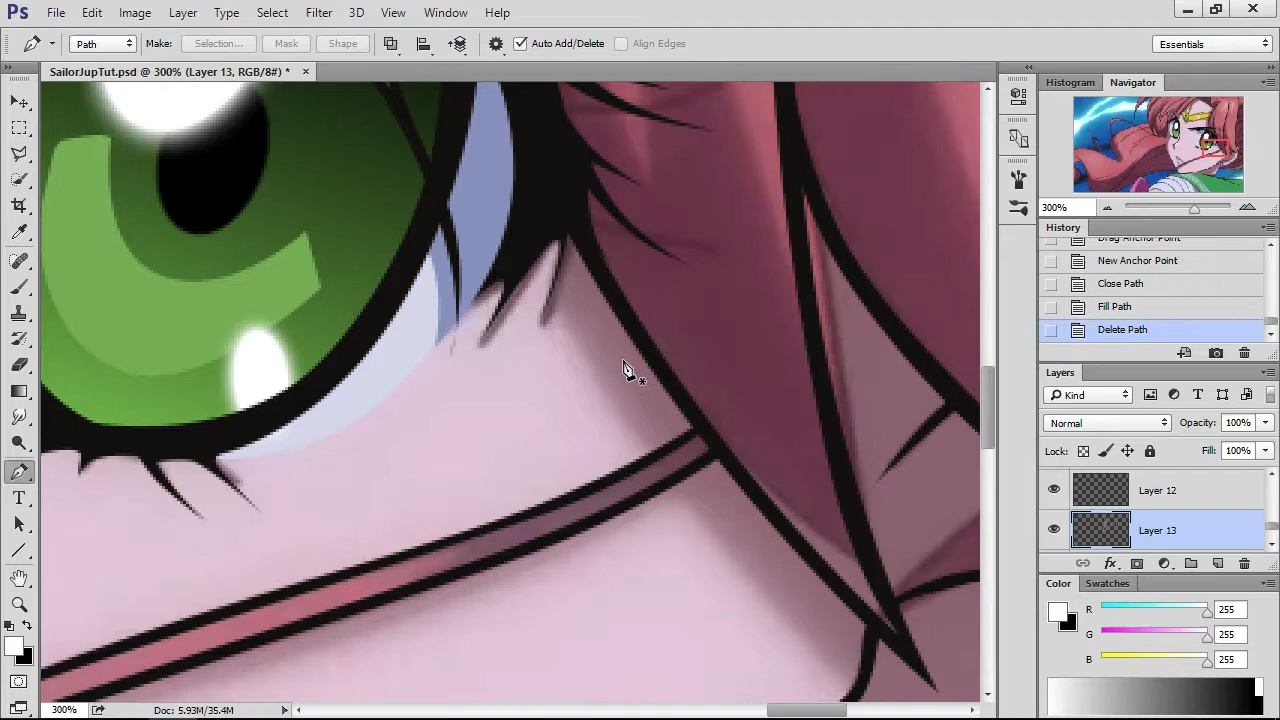 Ps File Edit Image Layer Type Select Filter 3D View Window Help
Path Make: Selection... Mask Shape Auto Add/Delete Align Edges Essentials
SailorJupTut.psd @ 300% (Layer 13, RGB/8#) *
Histogram Navigator
300%
History
Drag Anchor Point
New Anchor Point
Close Path
Fill Path
Delete Path
Layers
Kind
Normal Opacity: 100%
Lock: Fill: 100%
Layer 12
Layer 13
Color Swatches
R 255
G 255
B 255
300% Doc: 5.93M/35.4M